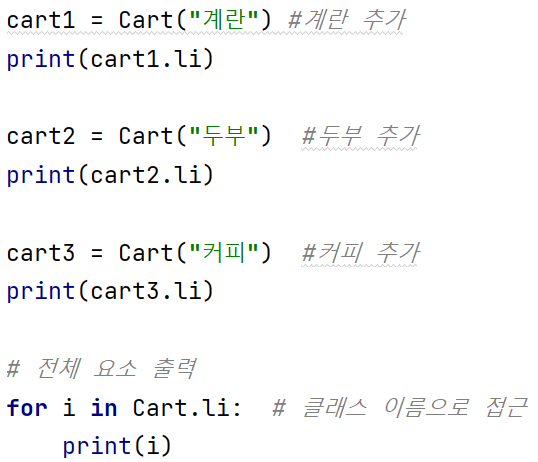 cart1 = Cart("계란") #계란 추가
print(cart1.li)
cart2 = Cart("두부")  #두부 추가
print(cart2.li)
cart3 = Cart("커피")  #커피 추가
print(cart3.li)
# 전체 요소 출력
for i in Cart.li:  # 클래스 이름으로 접근
    print(i)